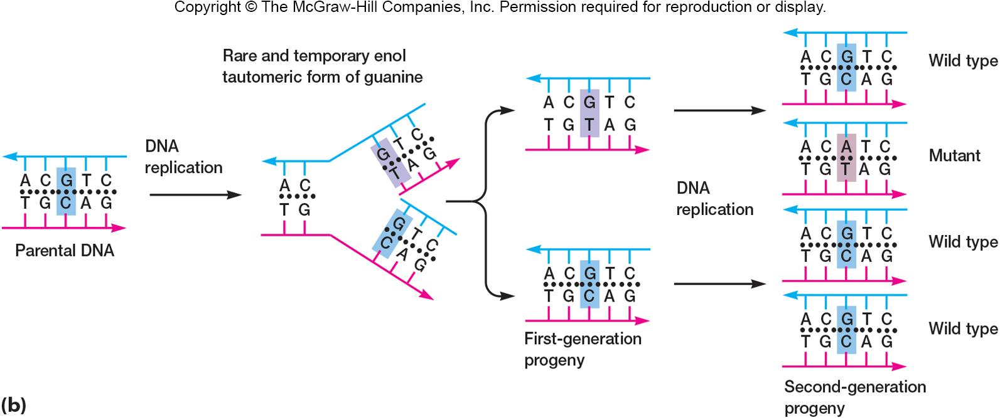 Copyright © The McGraw-Hill Companies, Inc. Permission required for reproduction or display.
Rare and temporary enol
tautomeric form of guanine
DNA
replication
A C G T C
T G C A G
Parental DNA
A C
T G
G T C
T A G
G T C
C A G
A C G T C
T G T A G
A C G T C
T G C A G
First-generation
progeny
DNA
replication
A C G T C
T G C A G
Wild type
A C A T C
T G T A G
Mutant
A C G T C
T G C A G
Wild type
A C G T C
T G C A G
Wild type
Second-generation
progeny
(b)